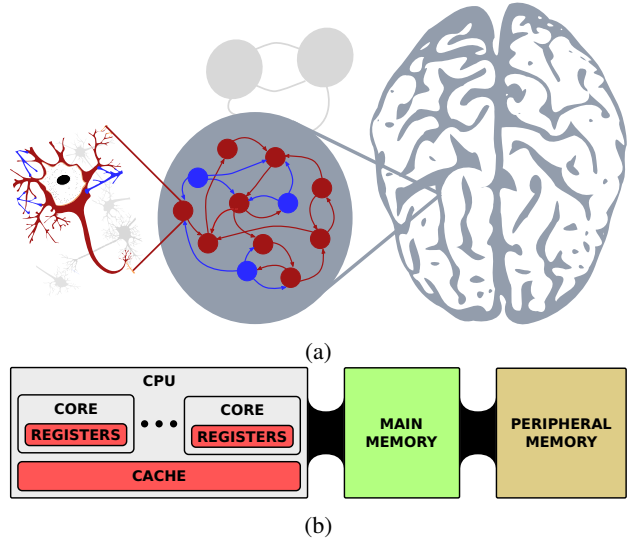 (a)
CPU
CORE
REGISTERS
CORE
REGISTERS
CACHE
MAIN
MEMORY
PERIPHERAL
MEMORY
(b)